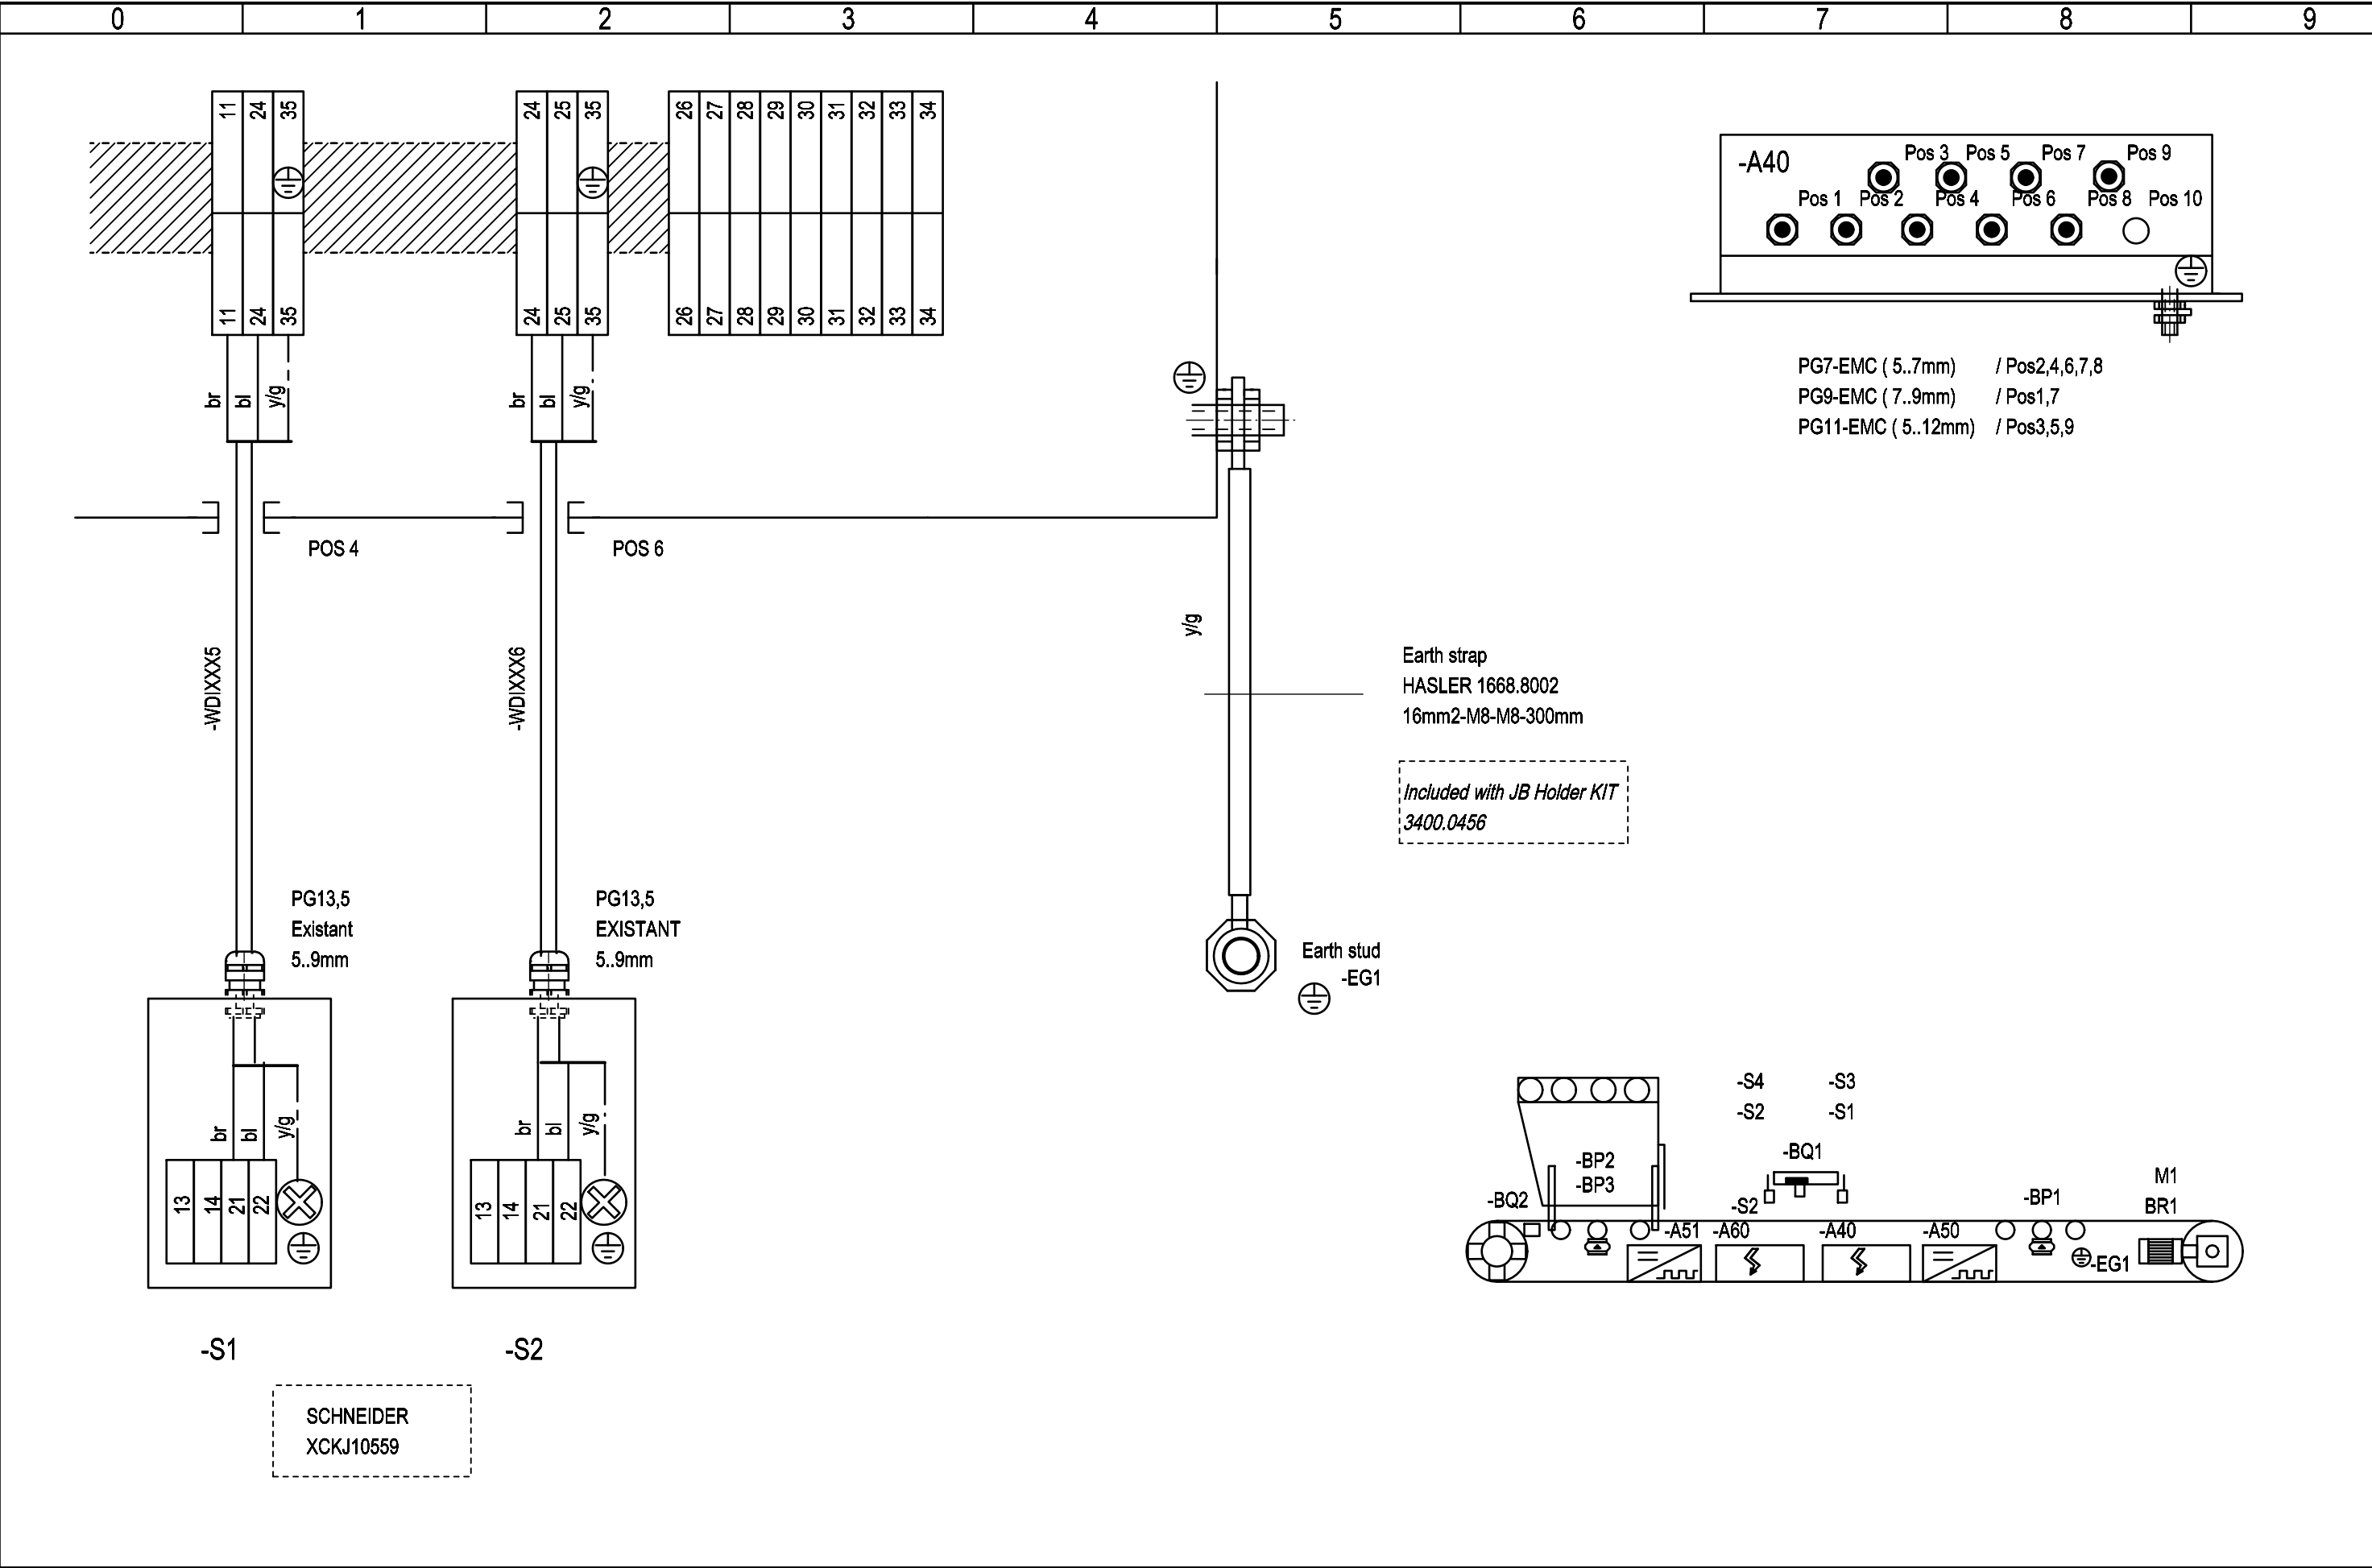 0 1 2 3 4 5 6 7 8 9
11 24 35
24 25 35
26 27 28 29 30 31 32 33 34
11 24 35
24 25 35
26 27 28 29 30 31 32 33 34
br bl y/g
br bl y/g
-A40
Pos 3 Pos 5 Pos 7 Pos 9
Pos 1 Pos 2 Pos 4 Pos 6 Pos 8 Pos 10
PG7-EMC ( 5..7mm) / Pos2,4,6,7,8
PG9-EMC ( 7..9mm) / Pos1,7
PG11-EMC ( 5..12mm) / Pos3,5,9
POS 4
POS 6
-WDIXXX5
-WDIXXX6
y/g
Earth strap
HASLER 1668.8002
16mm2-M8-M8-300mm
Included with JB Holder KIT
3400.0456
PG13,5
Existant
5..9mm
PG13,5
EXISTANT
5..9mm
Earth stud
-EG1
br bl y/g
13 14 21 22
br bl y/g
13 14 21 22
-S1
-S2
SCHNEIDER
XCKJ10559
-S4 -S3
-S2 -S1
-BQ1
-BP2
-BP3
-BQ2
-S2
-BP1
M1
BR1
-A51 -A60 -A40 -A50
-EG1